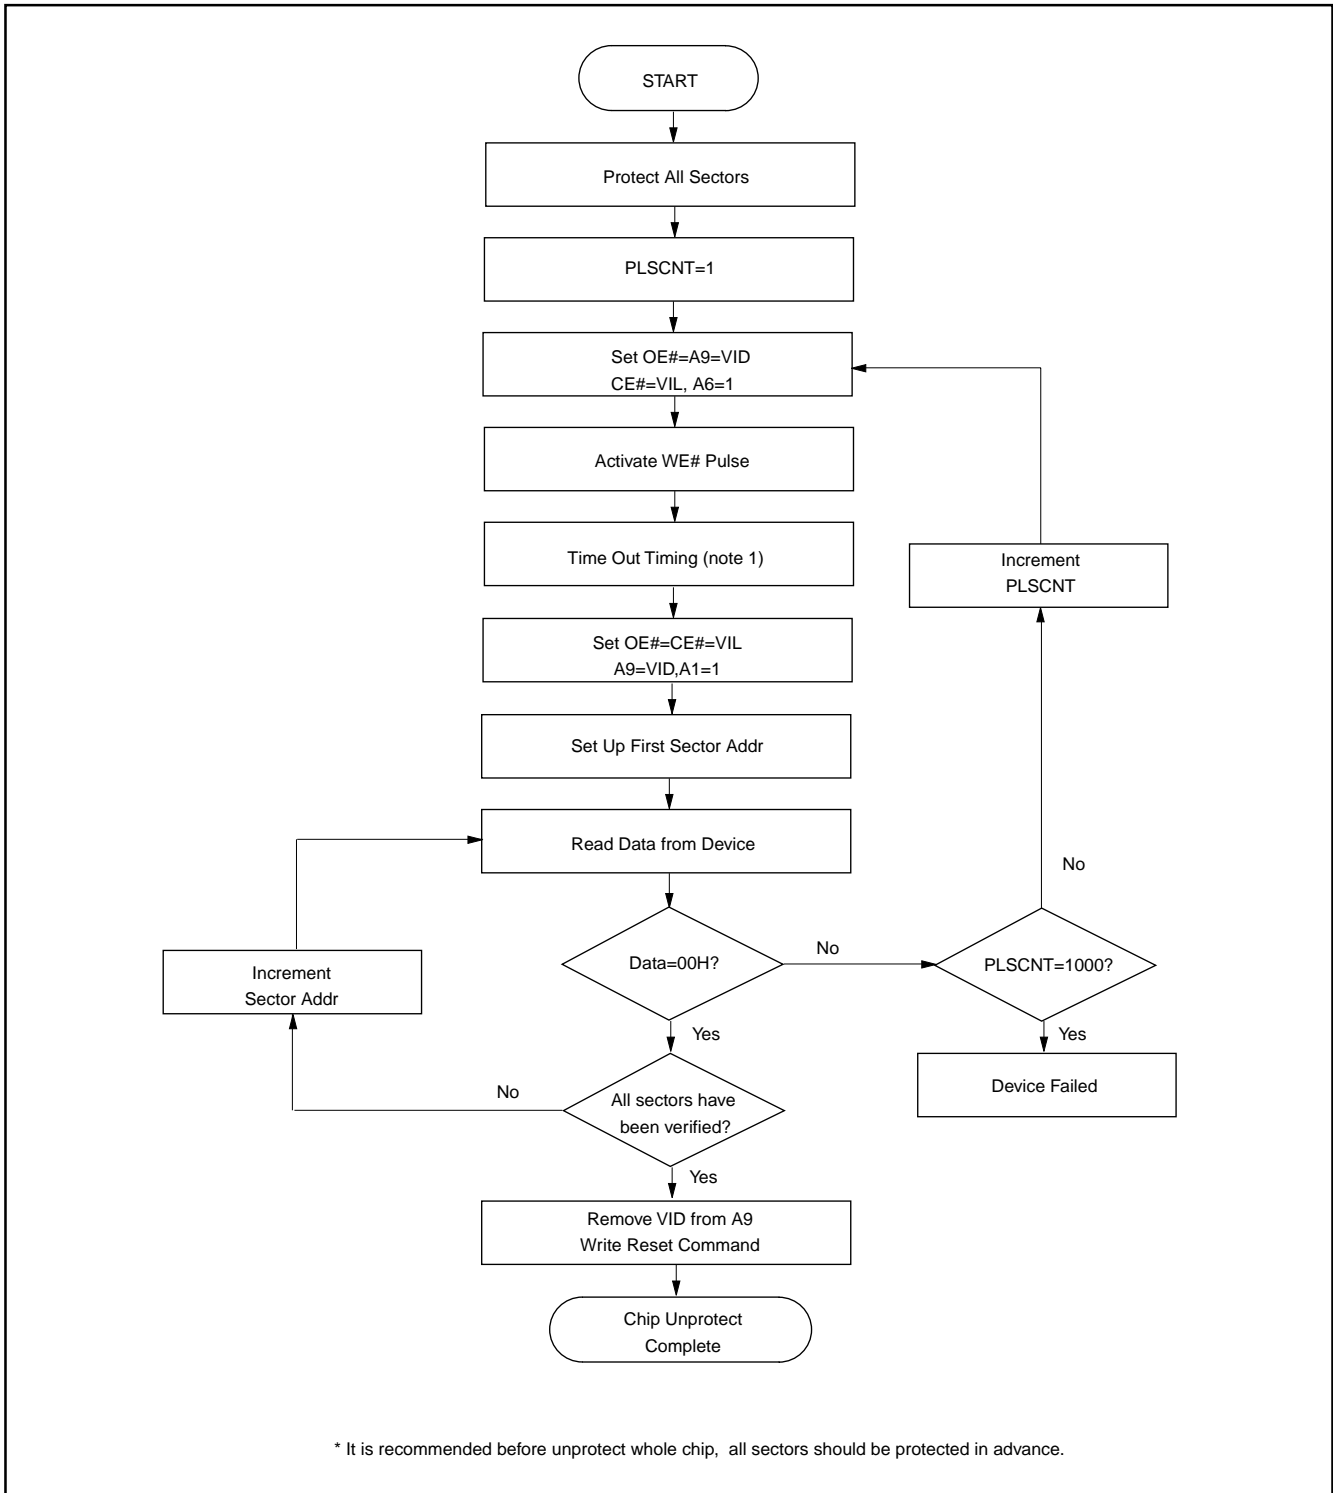 START
Protect All Sectors
PLSCNT=1
Set OE#=A9=VID
CE#=VIL, A6=1
Activate WE# Pulse
Time Out Timing (note 1)
Increment
PLSCNT
Set OE#=CE#=VIL
A9=VID,A1=1
Set Up First Sector Addr
Read Data from Device
No
Data=00H?
No
PLSCNT=1000?
Increment
Sector Addr
Yes
Yes
Device Failed
No
All sectors have
been verified?
Yes
Remove VID from A9
Write Reset Command
Chip Unprotect
Complete
* It is recommended before unprotect whole chip, all sectors should be protected in advance.